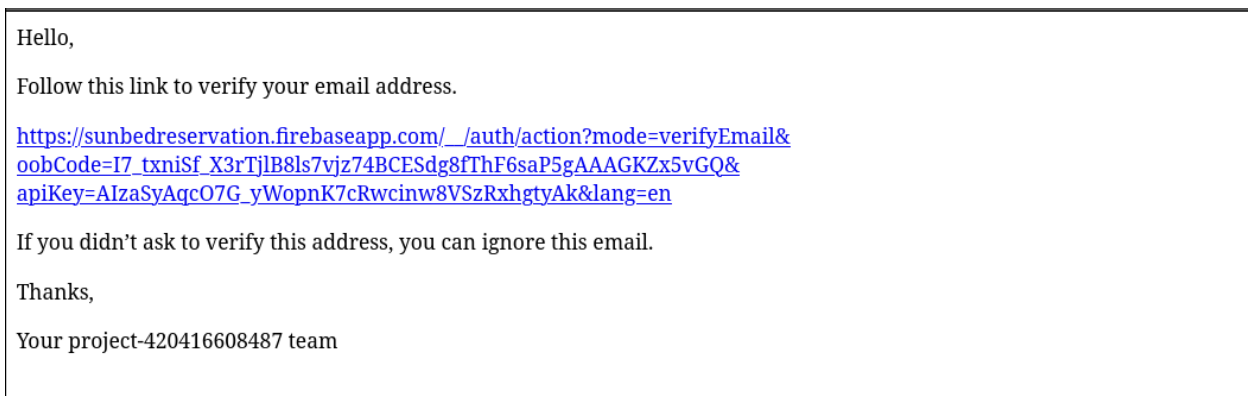 Hello,
Follow this link to verify your email address.
https://sunbedreservation.firebaseapp.com/__/auth/action?mode=verifyEmail&
oobCode=I7_txniSf_X3rTjlB8ls7vjz74BCESdg8fThF6saP5gAAAGKZx5vGQ&
apiKey=AIzaSyAqcO7G_yWopnK7cRwcinw8VSzRxhgtyAk&lang=en
If you didn’t ask to verify this address, you can ignore this email.
Thanks,
Your project-420416608487 team